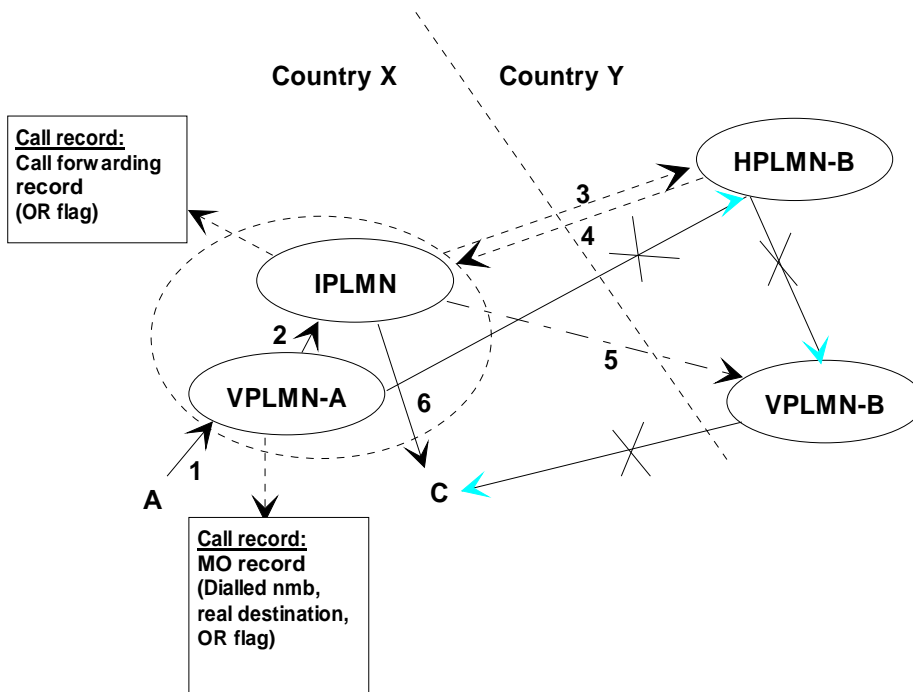 Country X
Country Y
Call record:
Call forwarding
record
(OR flag)
HPLMN-B
3
4
IPLMN
2
5
VPLMN-A
6
VPLMN-B
1
A
C
Call record:
MO record
(Dialled nmb,
real destination,
OR flag)